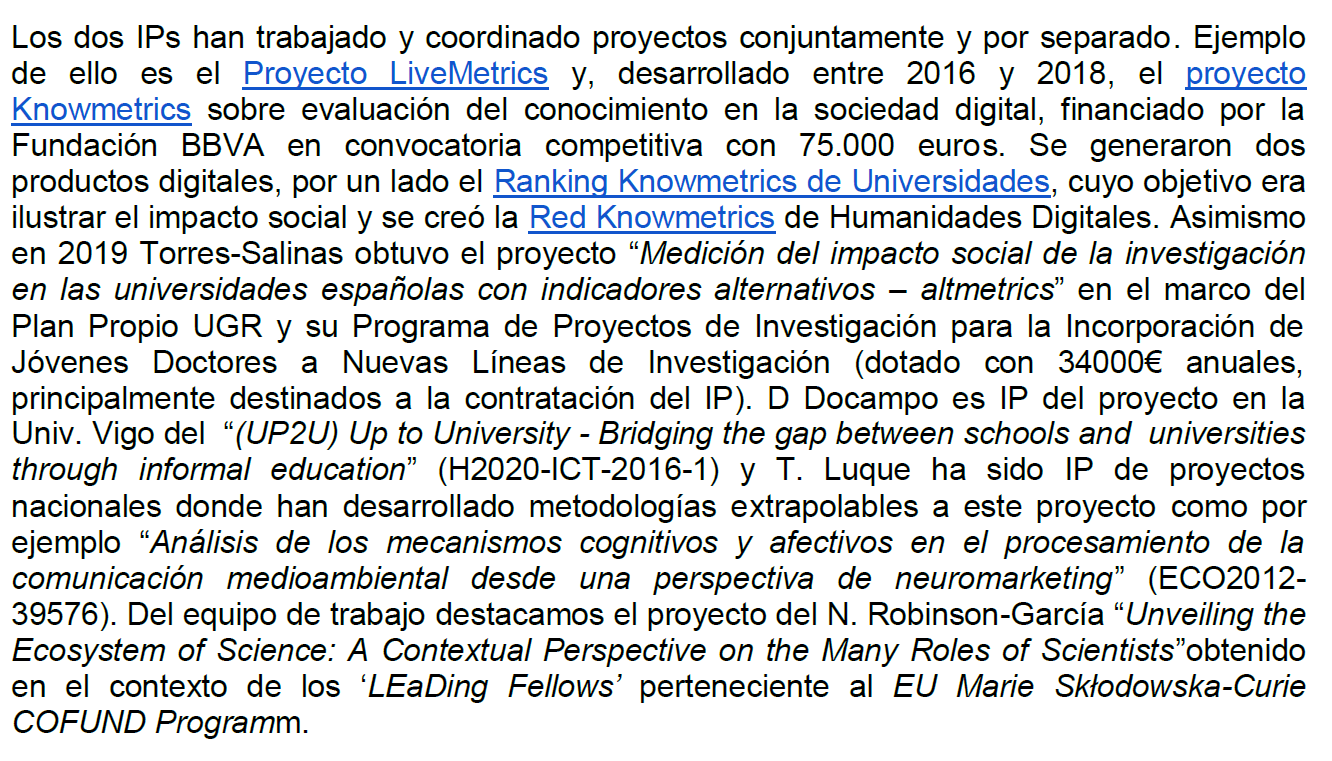 Los dos IPs han trabajado y coordinado proyectos conjuntamente y por separado. Ejemplo
de ello es el Proyecto LiveMetrics y, desarrollado entre 2016 y 2018, el proyecto
Knowmetrics sobre evaluación del conocimiento en la sociedad digital, financiado por la
Fundación BBVA en convocatoria competitiva con 75.000 euros. Se generaron dos
productos digitales, por un lado el Ranking Knowmetrics de Universidades, cuyo objetivo era
ilustrar el impacto social y se creó la Red Knowmetrics de Humanidades Digitales. Asimismo
en 2019 Torres-Salinas obtuvo el proyecto “Medición del impacto social de la investigación
en las universidades españolas con indicadores alternativos – altmetrics” en el marco del
Plan Propio UGR y su Programa de Proyectos de Investigación para la Incorporación de
Jóvenes Doctores a Nuevas Líneas de Investigación (dotado con 34000€ anuales,
principalmente destinados a la contratación del IP). D Docampo es IP del proyecto en la
Univ. Vigo del “(UP2U) Up to University - Bridging the gap between schools and universities
through informal education” (H2020-ICT-2016-1) y T. Luque ha sido IP de proyectos
nacionales donde han desarrollado metodologías extrapolables a este proyecto como por
ejemplo “Análisis de los mecanismos cognitivos y afectivos en el procesamiento de la
comunicación medioambiental desde una perspectiva de neuromarketing” (ECO2012-
39576). Del equipo de trabajo destacamos el proyecto del N. Robinson-García “Unveiling the
Ecosystem of Science: A Contextual Perspective on the Many Roles of Scientists”obtenido
en el contexto de los ‘LEaDing Fellows’ perteneciente al EU Marie Skłodowska-Curie
COFUND Programm.